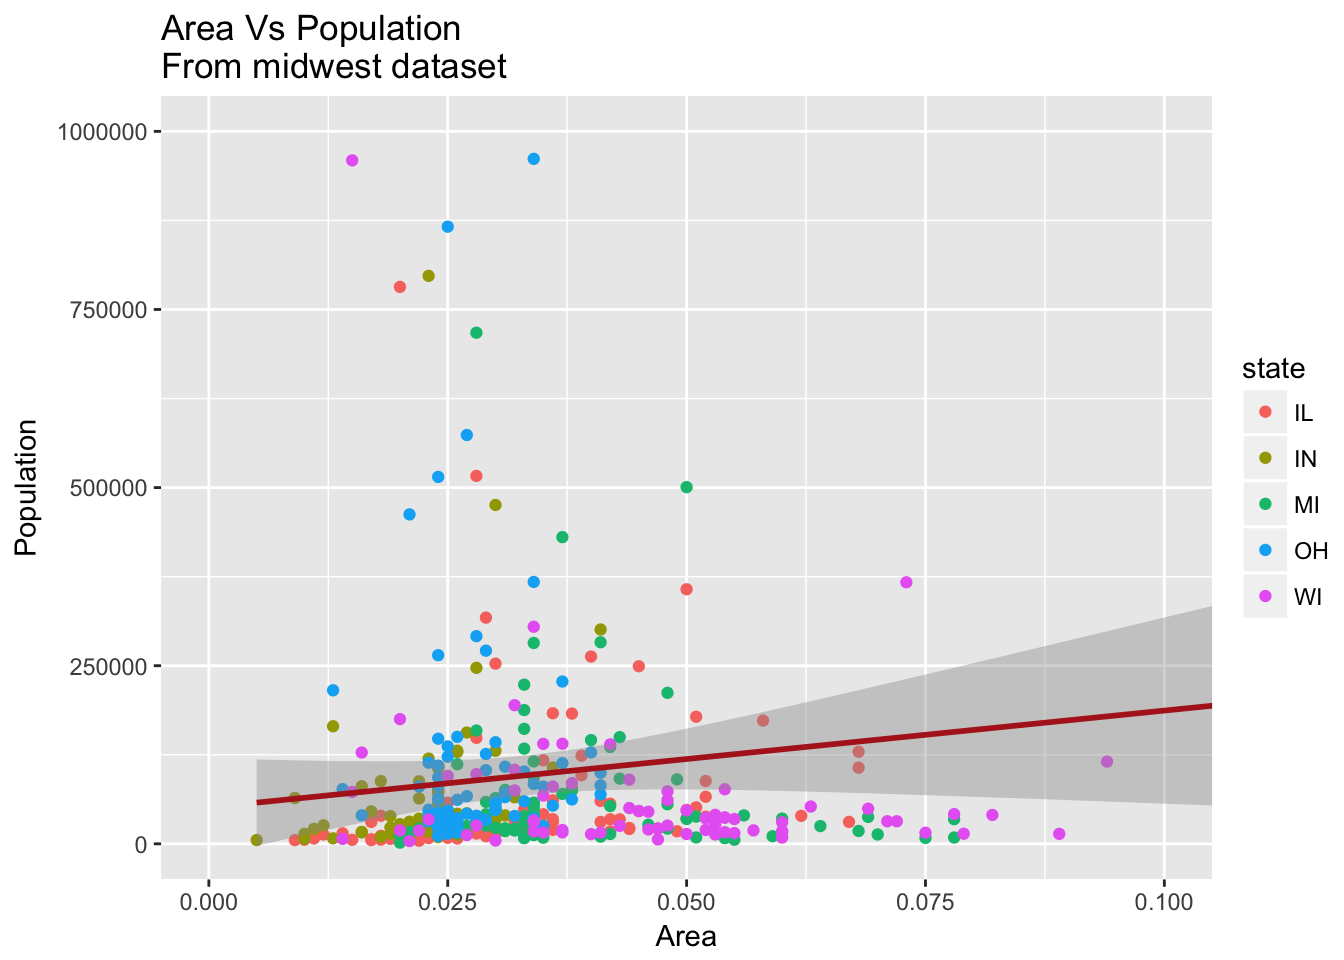 Area Vs Population
From midwest dataset
1000000
750000
500000
250000
0
Population
0.000
0.025
0.050
0.075
0.100
Area
state
IL
IN
MI
OH
WI